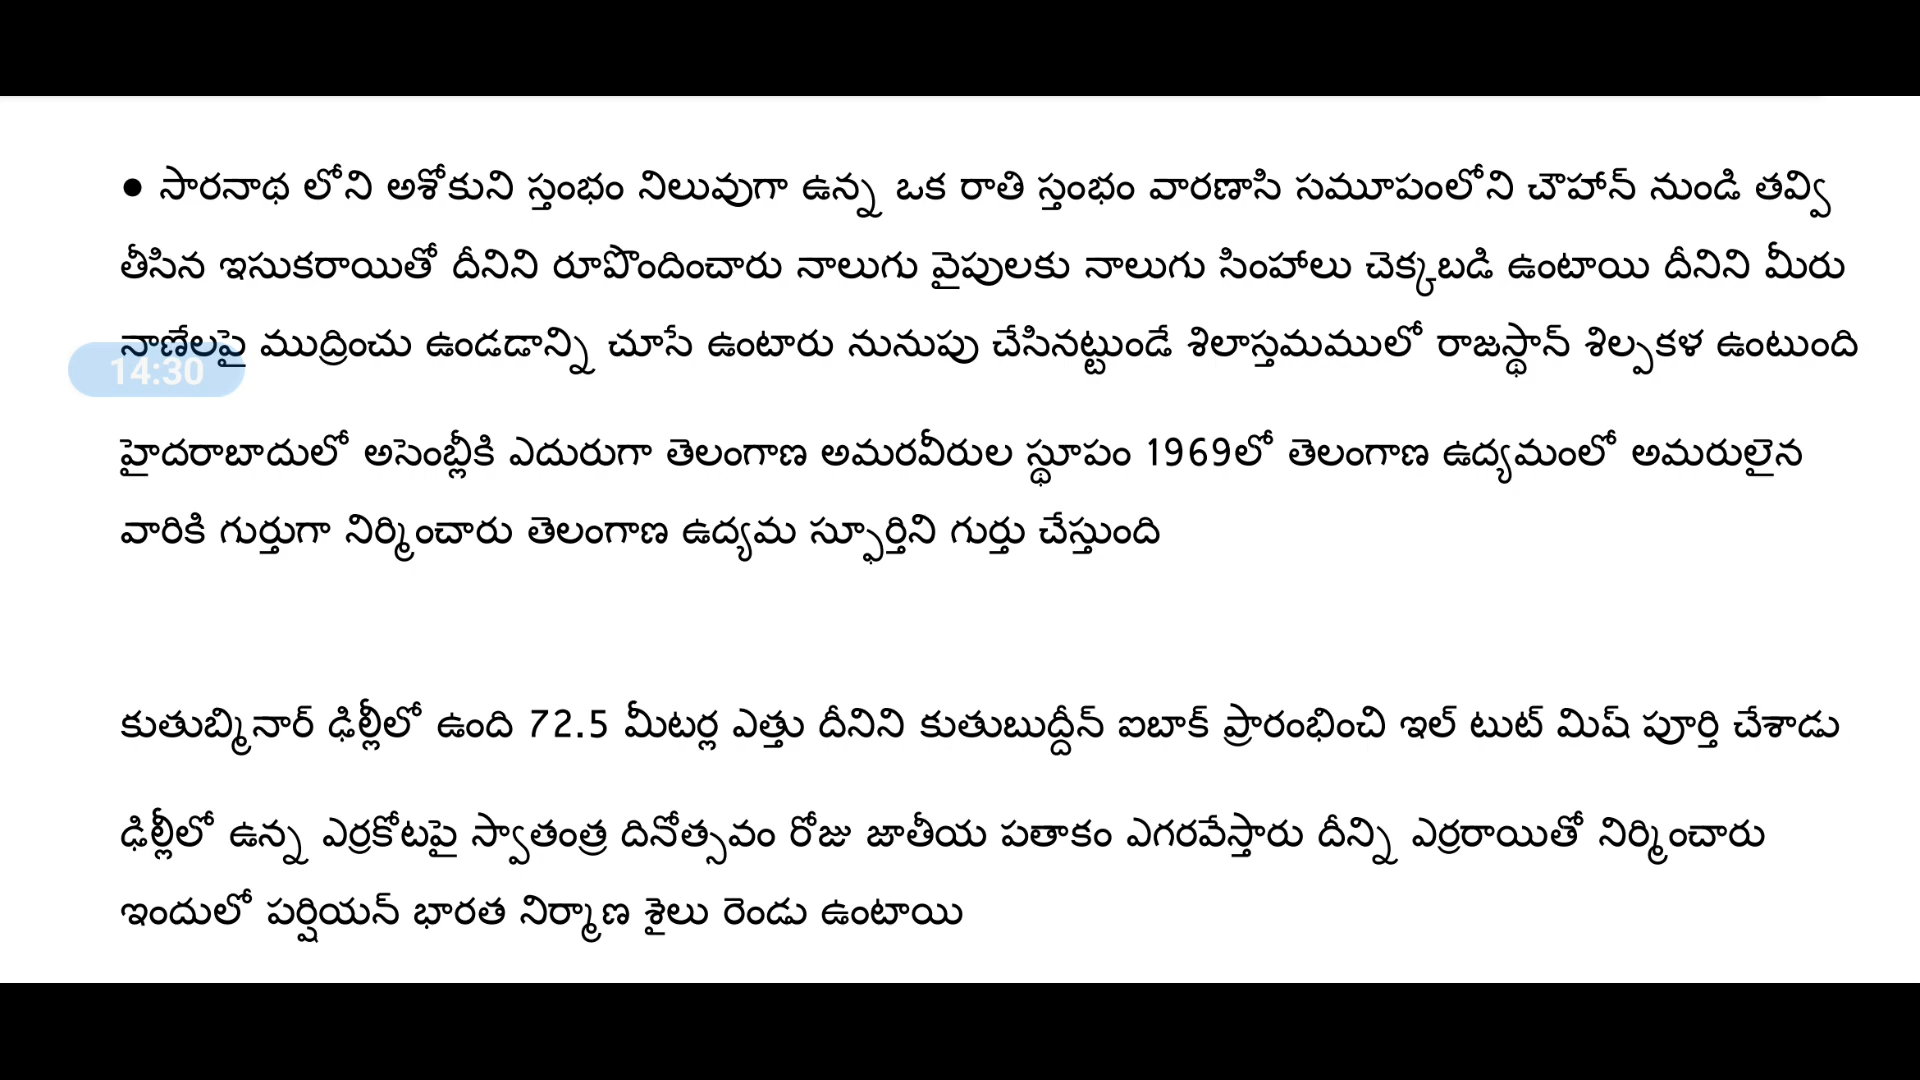 ● సారనాథ లోని అశోకుని స్తంభం నిలువుగా ఉన్న ఒక రాతి స్తంభం వారణాసి సమూపంలోని చౌహాన్ నుండి తవ్వి
తీసిన ఇసుకరాయితో దీనిని రూపొందించారు నాలుగు వైపులకు నాలుగు సింహాలు చెక్కబడి ఉంటాయి దీనిని మీరు
నాణేలపై ముద్రించు ఉండడాన్ని చూసే ఉంటారు నునుపు చేసినట్టుండే శిలాస్తమములో రాజస్థాన్ శిల్పకళ ఉంటుంది
14:30
హైదరాబాదులో అసెంబ్లీకి ఎదురుగా తెలంగాణ అమరవీరుల స్థూపం 1969లో తెలంగాణ ఉద్యమంలో అమరులైన
వారికి గుర్తుగా నిర్మించారు తెలంగాణ ఉద్యమ స్ఫూర్తిని గుర్తు చేస్తుంది
కుతుబ్మినార్ ఢిల్లీలో ఉంది 72.5 మీటర్ల ఎత్తు దీనిని కుతుబుద్దీన్ ఐబాక్ ప్రారంభించి ఇల్ టుట్ మిష్ పూర్తి చేశాడు
ఢిల్లీలో ఉన్న ఎర్రకోటపై స్వాతంత్ర దినోత్సవం రోజు జాతీయ పతాకం ఎగరవేస్తారు దీన్ని ఎర్రరాయితో నిర్మించారు
ఇందులో పర్షియన్ భారత నిర్మాణ శైలు రెండు ఉంటాయి